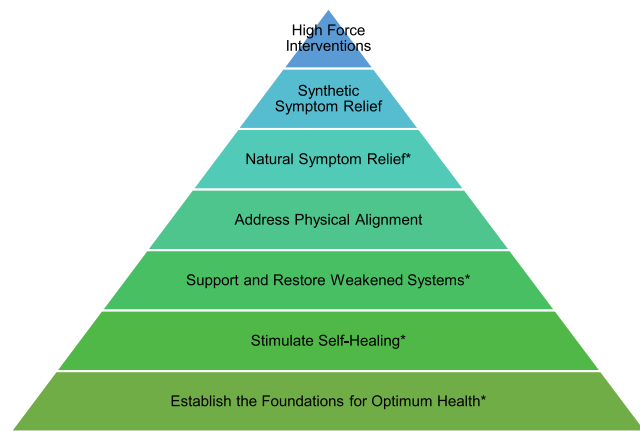 High Force
Interventions
Synthetic
Symptom Relief
Natural Symptom Relief*
Address Physical Alignment
Support and Restore Weakened Systems*
Stimulate Self-Healing*
Establish the Foundations for Optimum Health*